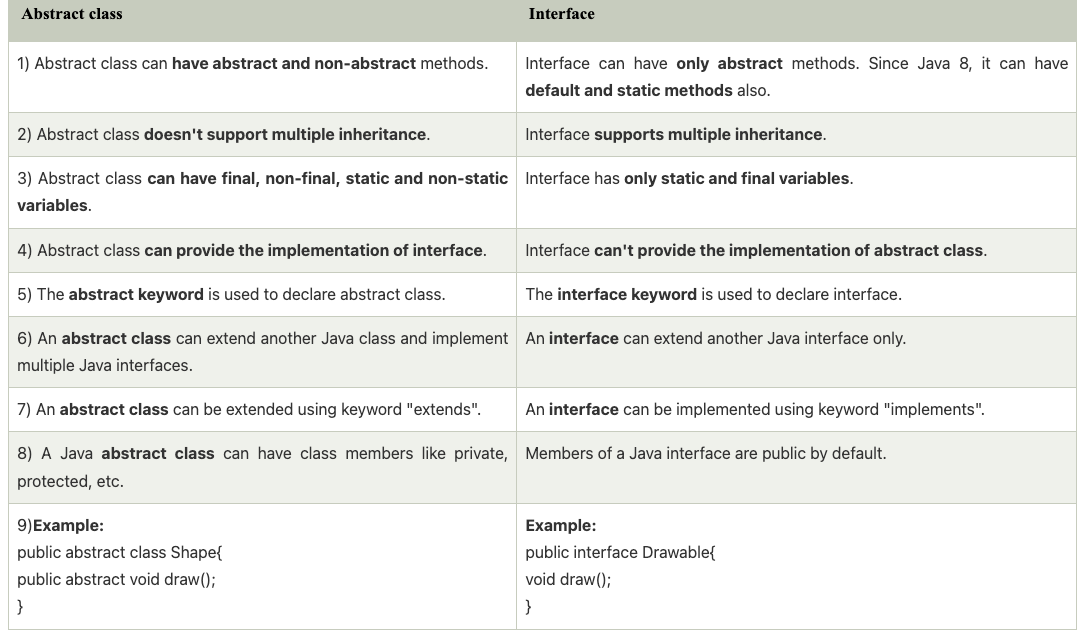 Abstract class
Interface
1) Abstract class can have abstract and non-abstract methods.
Interface can have only abstract methods. Since Java 8, it can have
default and static methods also.
2) Abstract class doesn't support multiple inheritance.
Interface supports multiple inheritance.
3) Abstract class can have final, non-final, static and non-static
variables.
Interface has only static and final variables.
4) Abstract class can provide the implementation of interface.
Interface can't provide the implementation of abstract class.
5) The abstract keyword is used to declare abstract class.
The interface keyword is used to declare interface.
6) An abstract class can extend another Java class and implement
multiple Java interfaces.
An interface can extend another Java interface only.
7) An abstract class can be extended using keyword "extends".
An interface can be implemented using keyword "implements".
8) A Java abstract class can have class members like private,
protected, etc.
Members of a Java interface are public by default.
9)Example:
public abstract class Shape{
public abstract void draw();
}
Example:
public interface Drawable{
void draw();
}